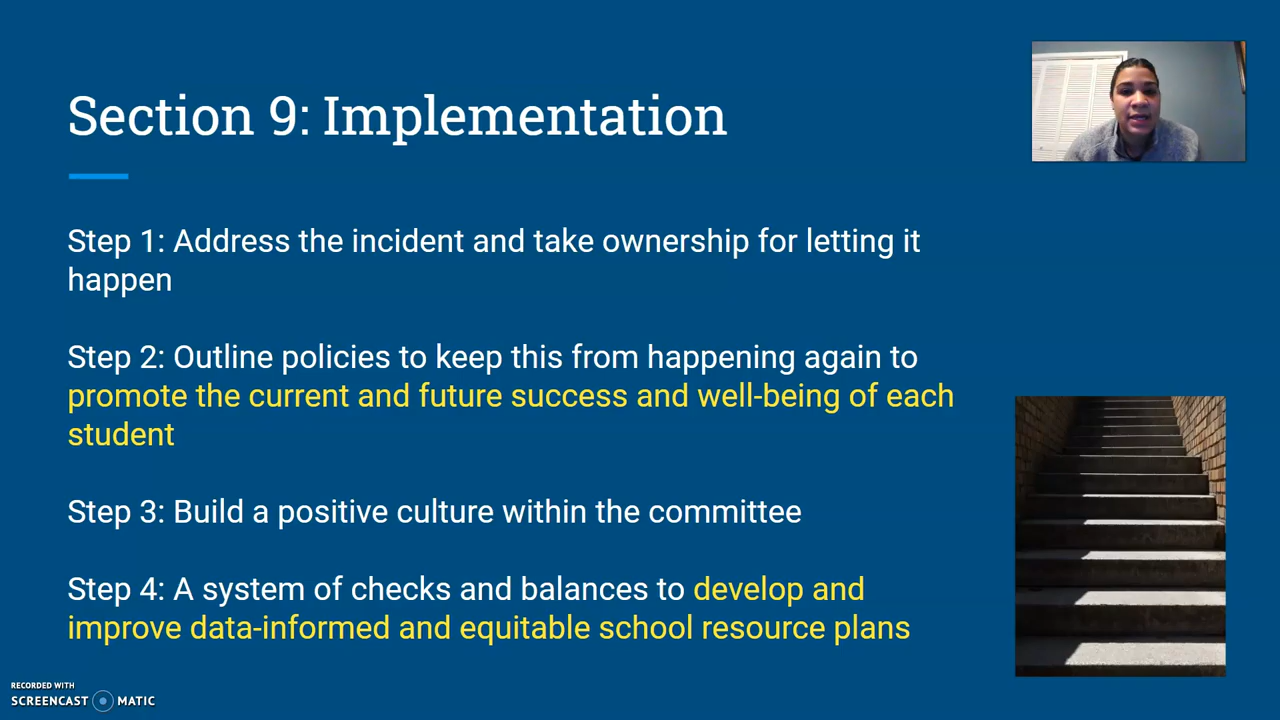 Section 9: Implementation
Step 1: Address the incident and take ownership for letting it
happen
Step 2: Outline policies to keep this from happening again to
promote the current and future success and well-being of each
student
Step 3: Build a positive culture within the committee
Step 4: A system of checks and balances to develop and
improve data-informed and equitable school resource plans
RECORDED WITH
SCREENCAST MATIC